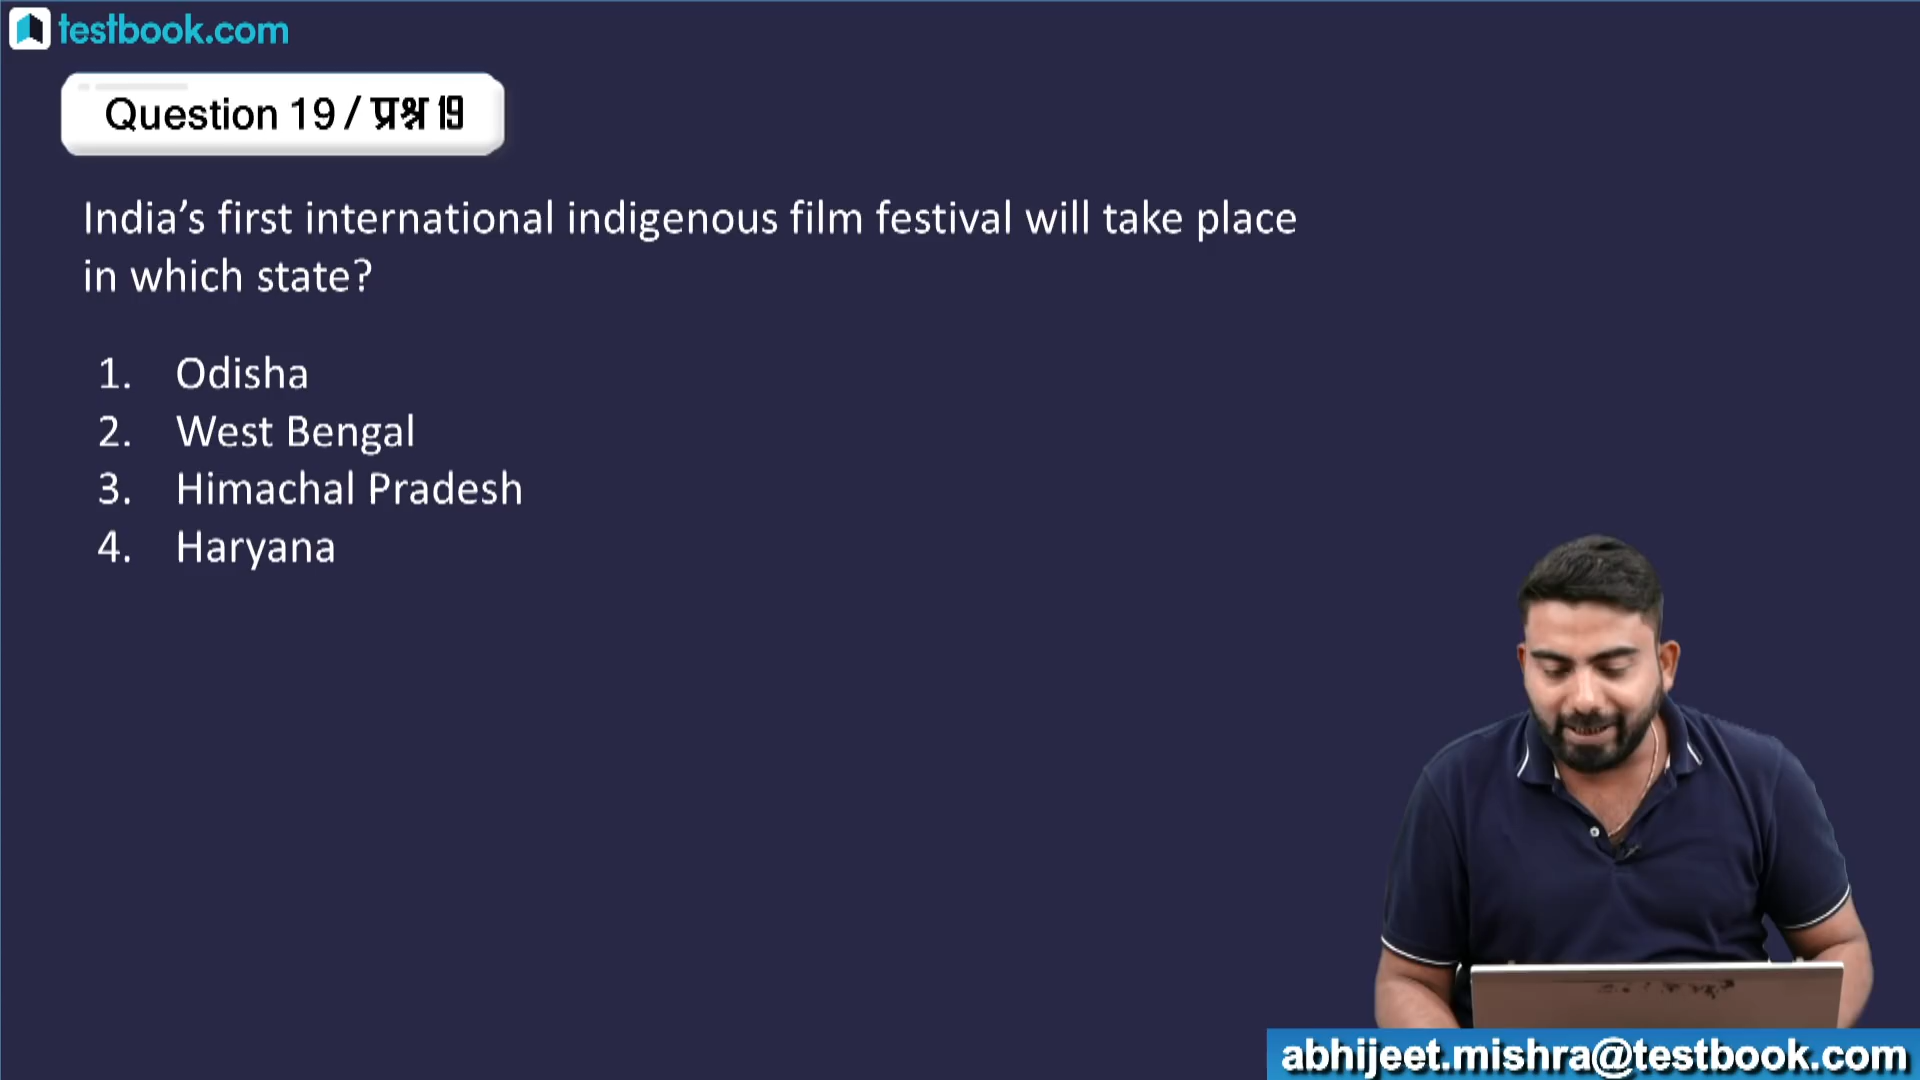 testbook.com
Question 19 / प्रश्न 19
India’s first international indigenous film festival will take place
in which state?
1. Odisha
2. West Bengal
3. Himachal Pradesh
4. Haryana
abhijeet.mishra@testbook.com